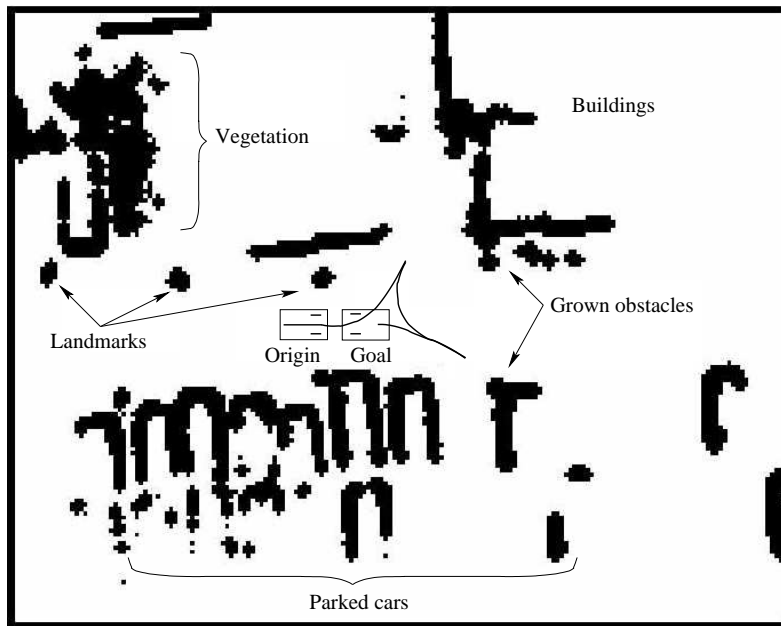 Buildings
Vegetation
Landmarks
Grown obstacles
Origin
Goal
Parked cars